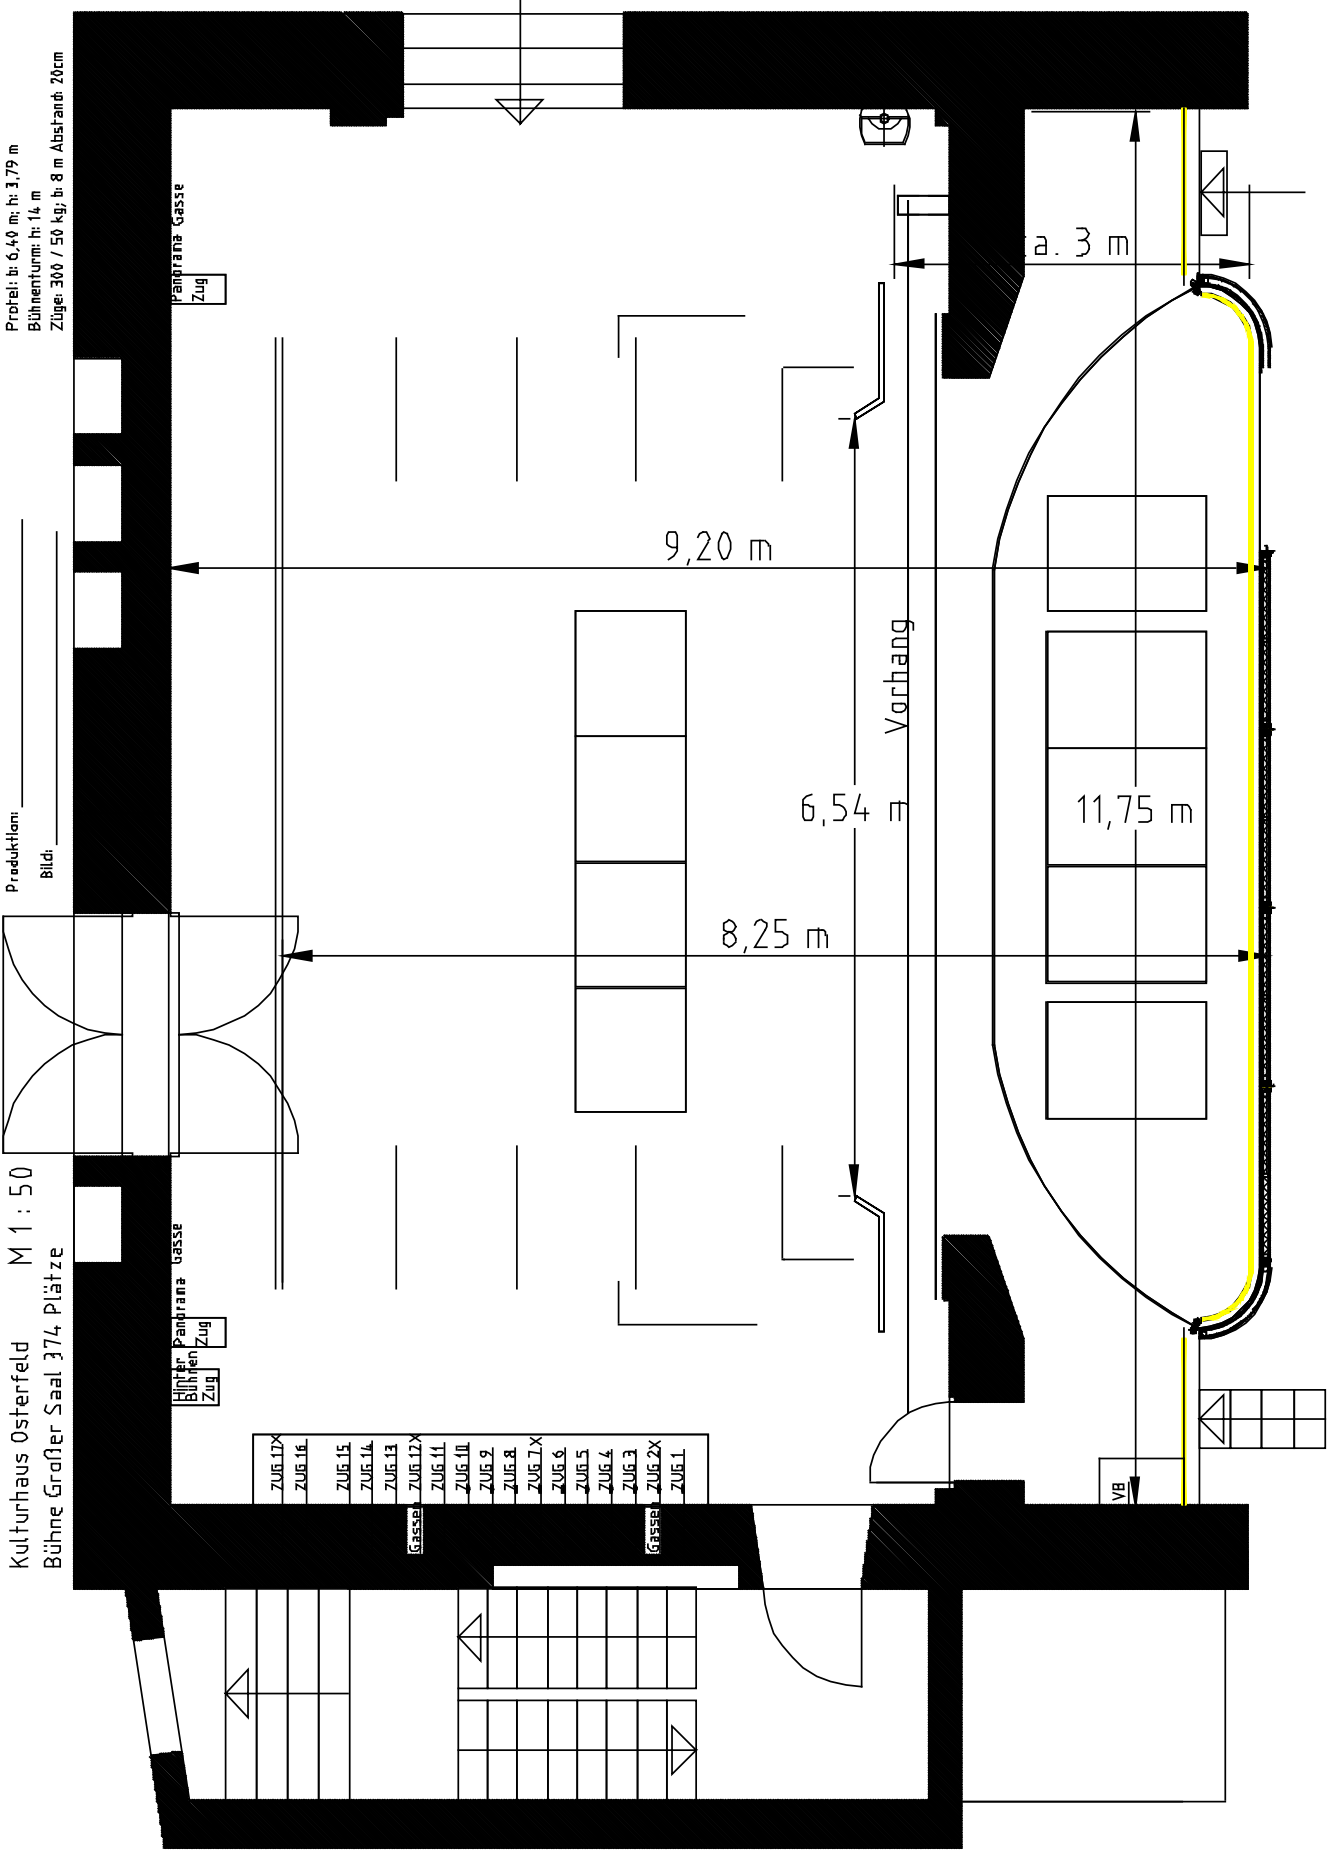 Kulturhaus Osterfeld M 1 : 50
Bühne Großer Saal 374 Plätze
Produktion:
Bild:
Protel: b: 6,40 m; h: 3,79 m
Bühnenturm: h: 14 m
Züge: 300 / 50 kg; b: 8 m Abstand: 20cm
Panorama Gasse
Zug
a. 3 m
9,20 m
Vorhang
6,54 m
11,75 m
8,25 m
Panorama Gasse
Zug
Hinter
Bühnen
Zug
ZUG 17X
ZUG 16
ZUG 15
ZUG 14
ZUG 13
ZUG 12X
ZUG 11
ZUG 10
ZUG 9
ZUG 8
ZUG 7X
ZUG 6
ZUG 5
ZUG 4
ZUG 3
ZUG 2X
ZUG 1
Gassen
Gassen
VB